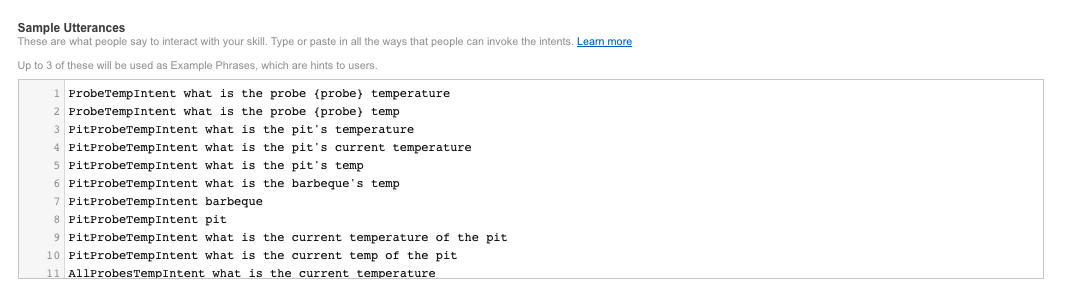 Sample Utterances
These are what people say to interact with your skill. Type or paste in all the ways that people can invoke the intents. Learn more
Up to 3 of these will be used as Example Phrases, which are hints to users.
1 ProbeTempIntent what is the probe {probe} temperature
2 ProbeTempIntent what is the probe {probe} temp
3 PitProbeTempIntent what is the pit's temperature
4 PitProbeTempIntent what is the pit's current temperature
5 PitProbeTempIntent what is the pit's temp
6 PitProbeTempIntent what is the barbeque's temp
7 PitProbeTempIntent barbeque
8 PitProbeTempIntent pit
9 PitProbeTempIntent what is the current temperature of the pit
10 PitProbeTempIntent what is the current temp of the pit
11 AllProbesTempIntent what is the current temperature